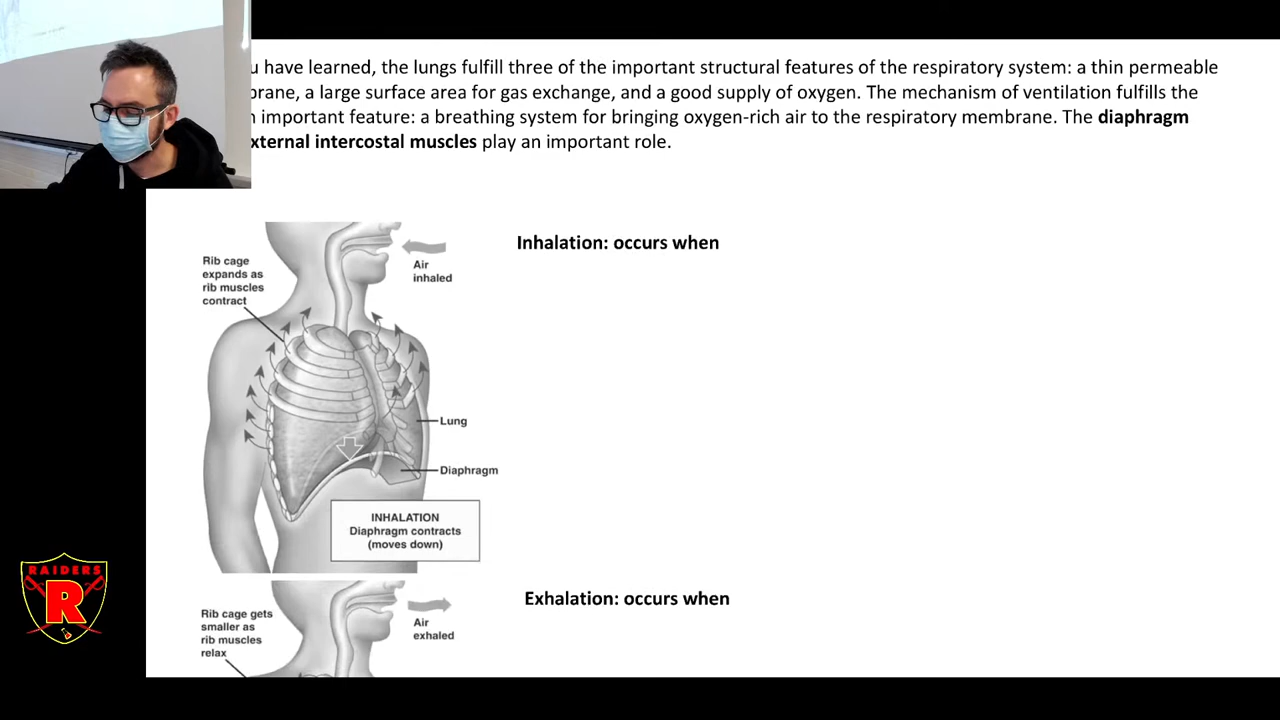 u have learned, the lungs fulfill three of the important structural features of the respiratory system: a thin permeable
brane, a large surface area for gas exchange, and a good supply of oxygen. The mechanism of ventilation fulfills the
important feature: a breathing system for bringing oxygen-rich air to the respiratory membrane. The diaphragm
xternal intercostal muscles play an important role.
Inhalation: occurs when
Rib cage
expands as
rib muscles
contract
Air
inhaled
Lung
Diaphragm
INHALATION
Diaphragm contracts
(moves down)
RAIDERS
R
Exhalation: occurs when
Rib cage gets
smaller as
rib muscles
relax
Air
exhaled